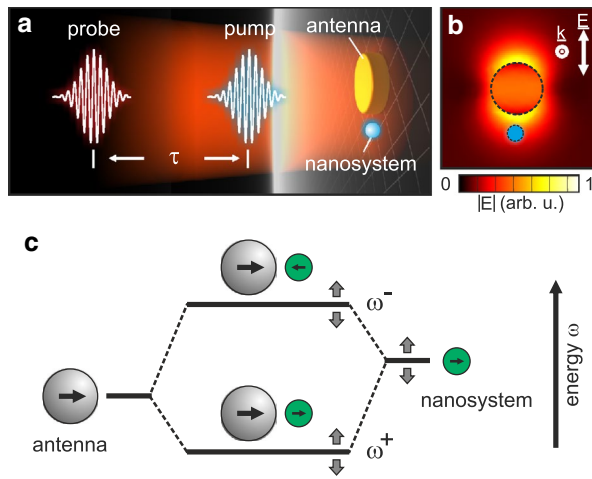 a
probe
pump
antenna
τ
nanosystem
b
k
E
0
1
|E| (arb. u.)
c
ω⁻
antenna
nanosystem
ω⁺
energy ω